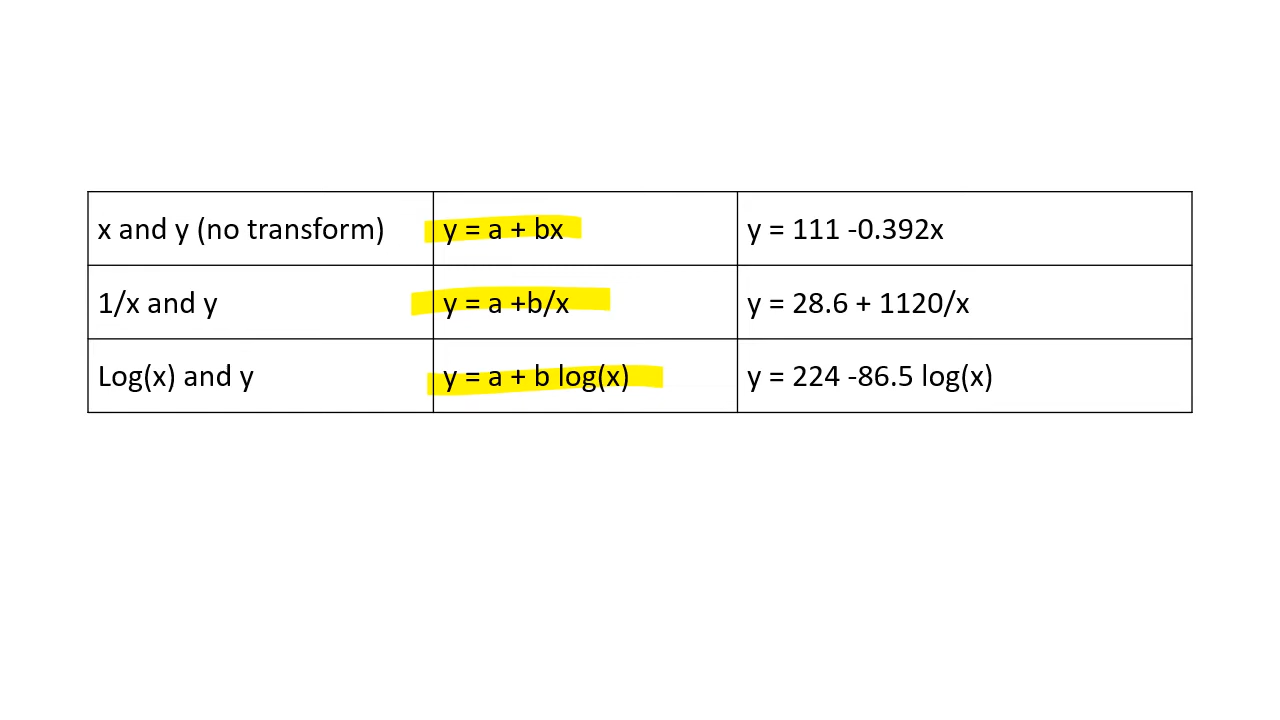 x and y (no transform) y = a + bx y = 111 -0.392x
1/x and y y = a +b/x y = 28.6 + 1120/x
Log(x) and y y = a + b log(x) y = 224 -86.5 log(x)